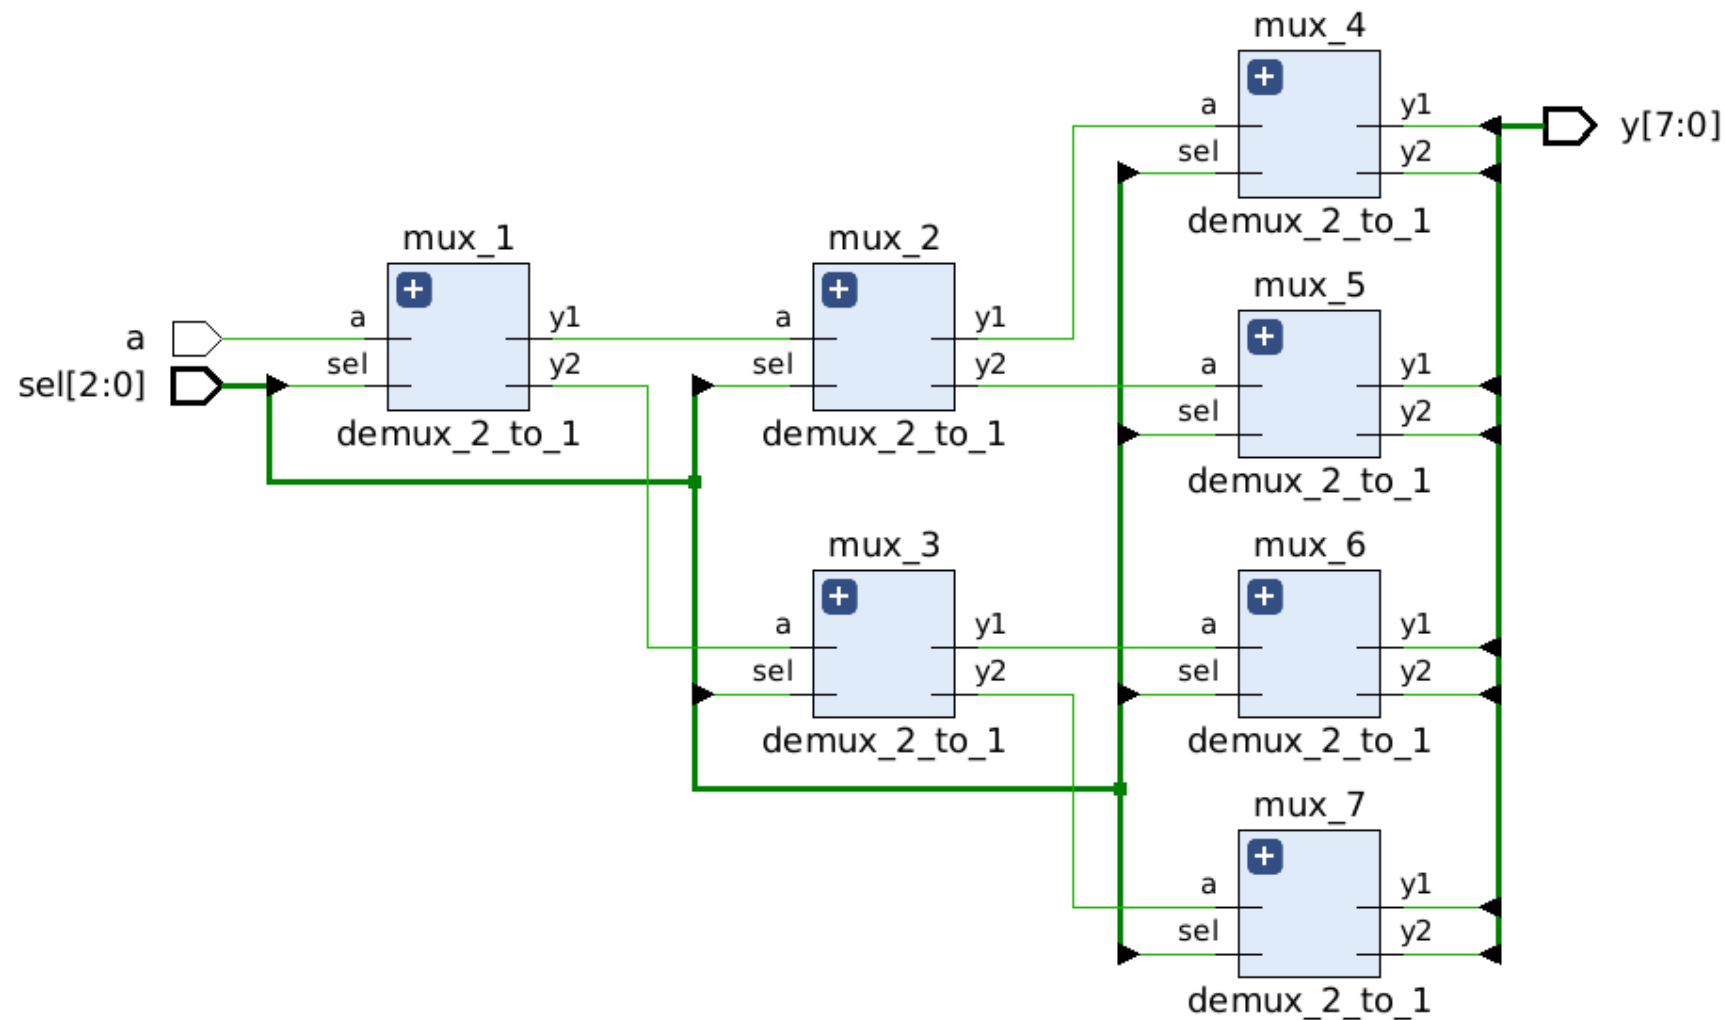 mux_4
a
sel
y1
y2
demux_2_to_1
y[7:0]
mux_1
a
sel[2:0]
a
sel
y1
y2
demux_2_to_1
mux_2
a
sel
y1
y2
demux_2_to_1
mux_5
a
sel
y1
y2
demux_2_to_1
mux_3
a
sel
y1
y2
demux_2_to_1
mux_6
a
sel
y1
y2
demux_2_to_1
mux_7
a
sel
y1
y2
demux_2_to_1